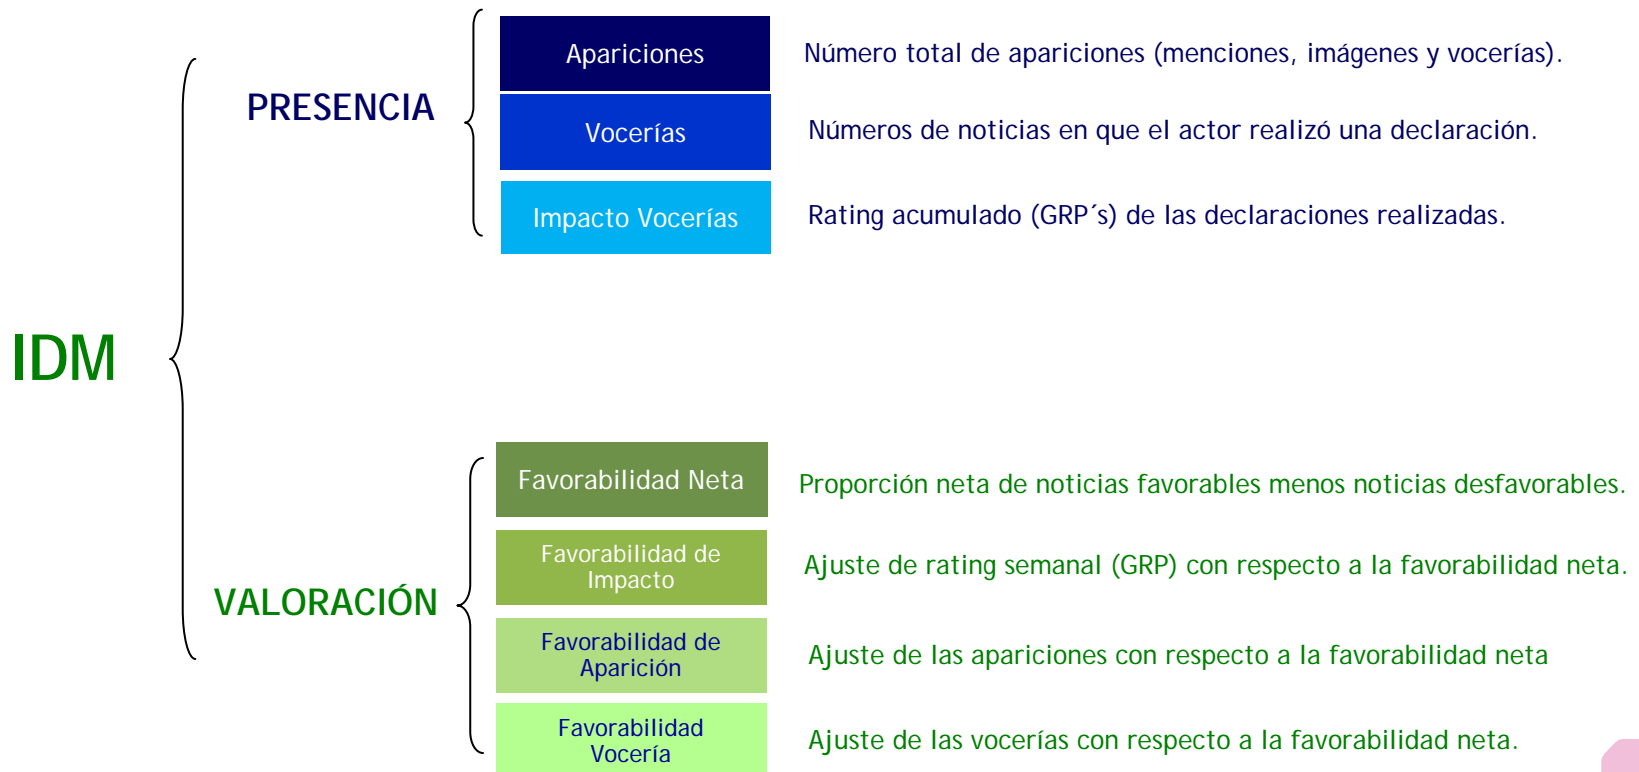 Apariciones
Número total de apariciones (menciones, imágenes y vocerías).
PRESENCIA
Vocerías
Números de noticias en que el actor realizó una declaración.
Impacto Vocerías
Rating acumulado (GRP´s) de las declaraciones realizadas.
IDM
Favorabilidad Neta
Proporción neta de noticias favorables menos noticias desfavorables.
Favorabilidad de
Impacto
Ajuste de rating semanal (GRP) con respecto a la favorabilidad neta.
VALORACIÓN
Favorabilidad de
Aparición
Ajuste de las apariciones con respecto a la favorabilidad neta
Favorabilidad
Vocería
Ajuste de las vocerías con respecto a la favorabilidad neta.